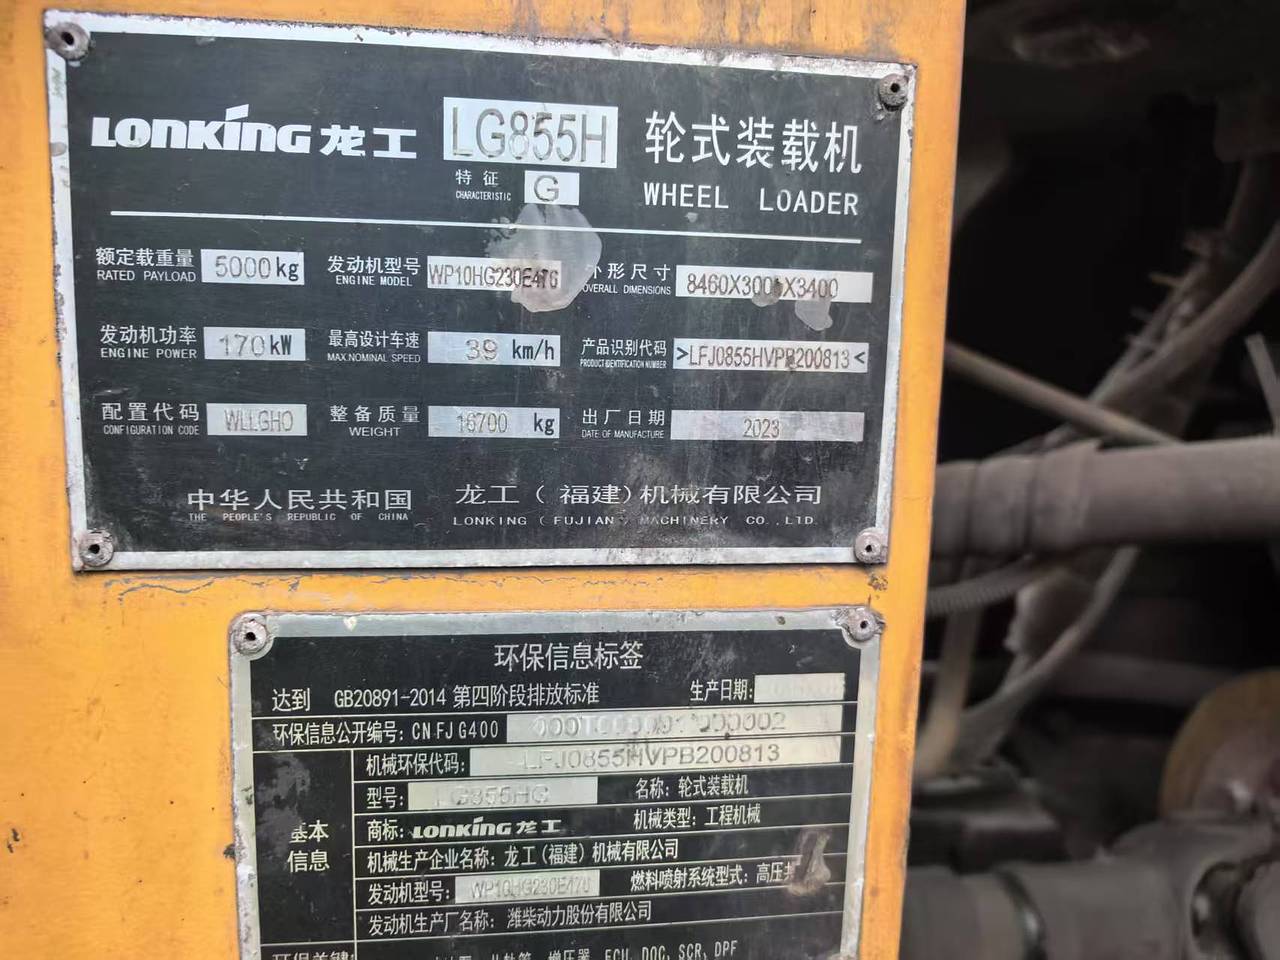 LONKING 龙工 LG855H 轮式装载机
特征 CHARACTERISTIC G WHEEL LOADER
额定载重量 RATED PAYLOAD 5000kg 发动机型号 ENGINE MODEL 外形尺寸 OVERALL DIMENSIONS
发动机功率 ENGINE POWER 170kW 最高设计车速 MAX.NOMINAL SPEED 39 km/h 产品识别代码 PRODUCT IDENTIFICATION NUMBER >LFJ0855HVPB200813<
配置代码 CONFIGURATION CODE WLLGHO 整备质量 WEIGHT 16700 kg 出厂日期 DATE OF MANUFACTURE 2023
中华人民共和国 龙工(福建)机械有限公司
THE PEOPLE'S REPUBLIC OF CHINA LONKING (FUJIAN) MACHINERY CO.,LTD.
环保信息标签
达到 GB20891-2014 第四阶段排放标准 生产日期:
环保信息公开编号: CN FJ G400
机械环保代码: LFJ0855HVPB200813
型号: LG855HG 名称: 轮式装载机
基本信息 商标: LONKING 龙工 机械类型: 工程机械
机械生产企业名称: 龙工(福建)机械有限公司
发动机型号: 燃料喷射系统型式: 高压
发动机生产厂名称: 潍柴动力股份有限公司
增压器, ECU, DOC, SCR, DPF